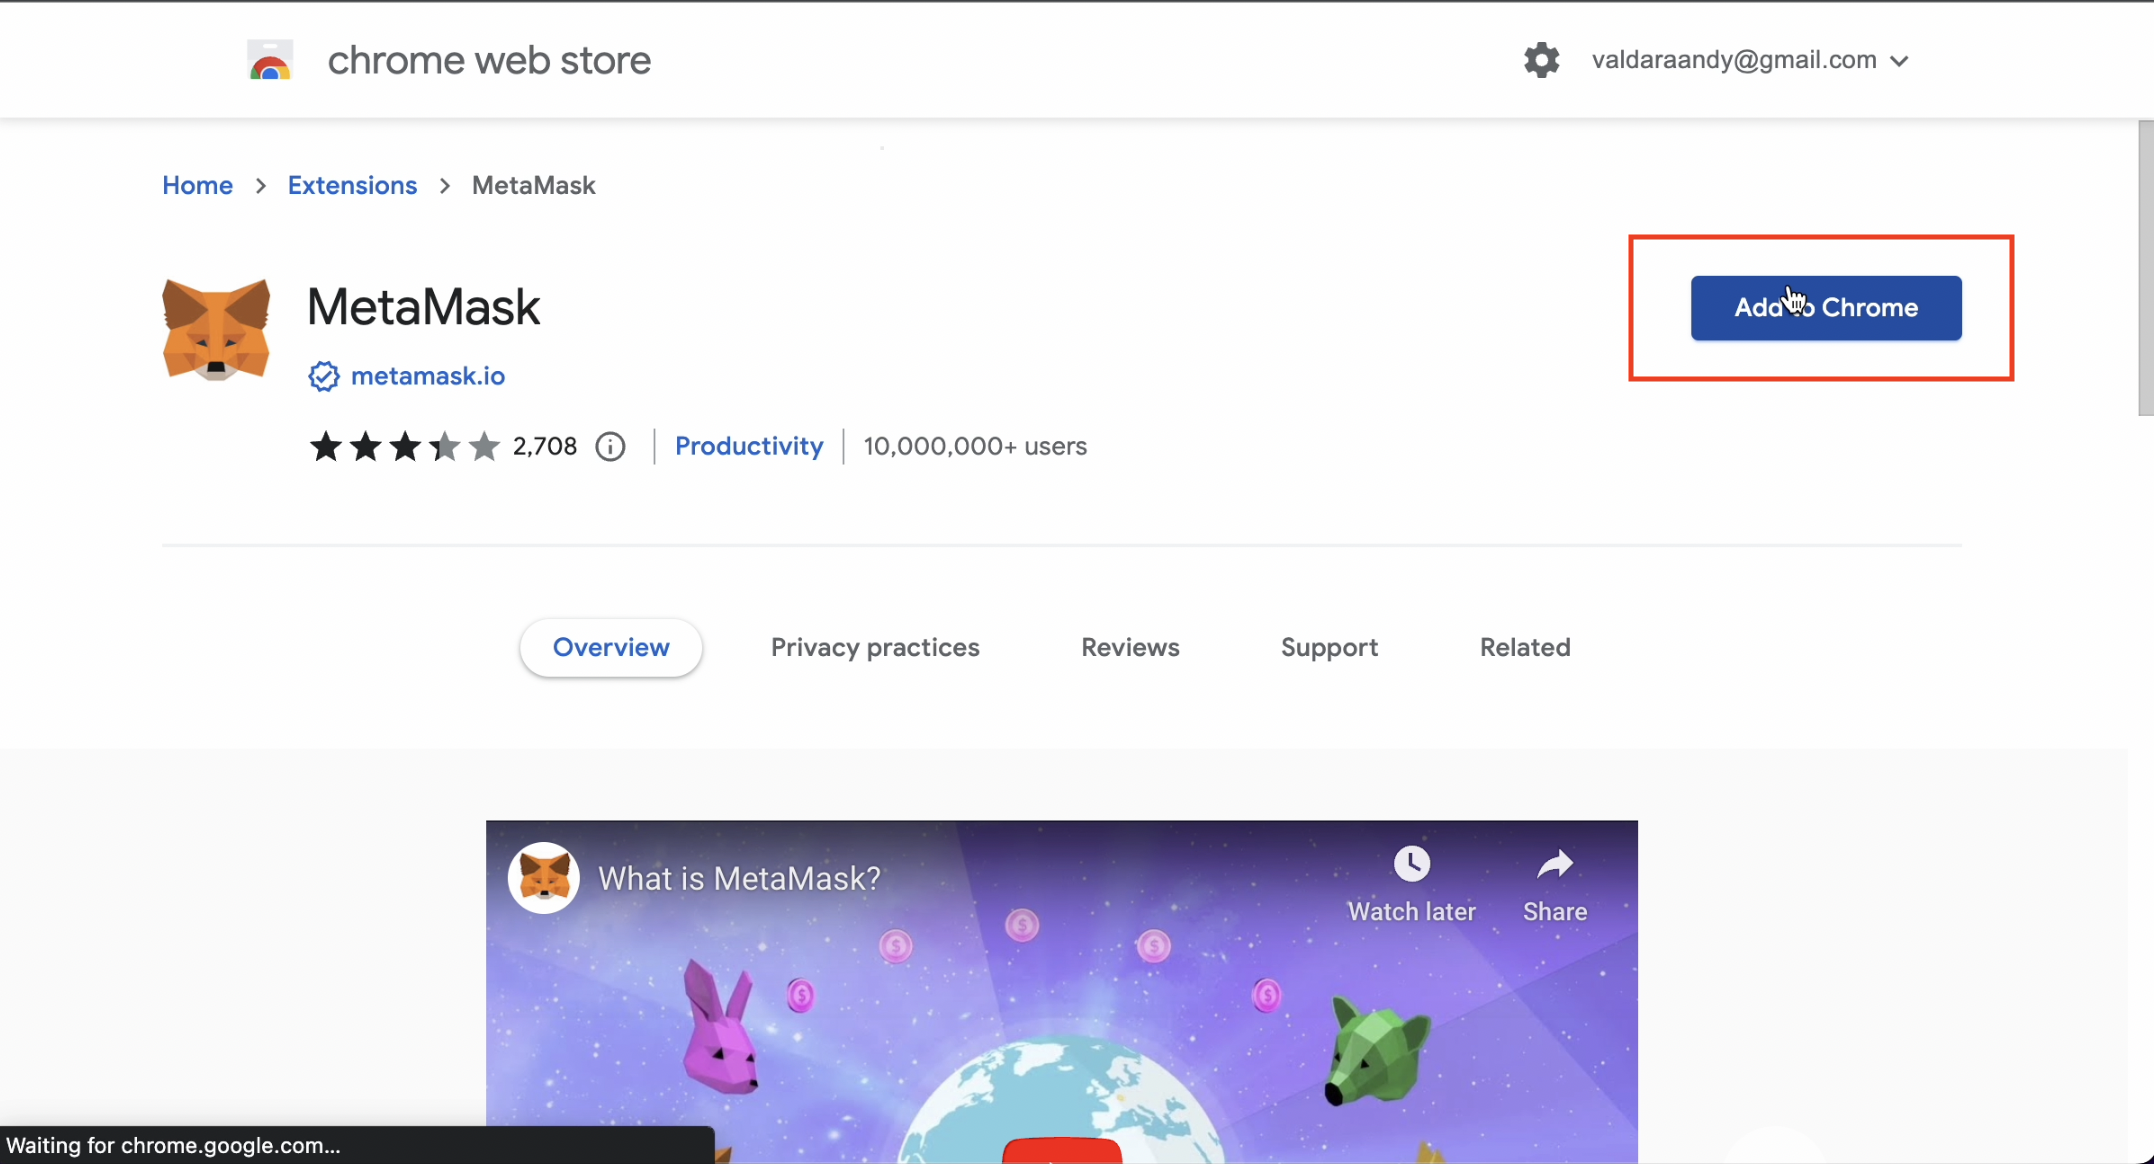 chrome web store
valdaraandy@gmail.com
Home > Extensions > MetaMask
MetaMask
Add to Chrome
metamask.io
2,708
Productivity
10,000,000+ users
Overview
Privacy practices
Reviews
Support
Related
What is MetaMask?
Watch later
Share
Waiting for chrome.google.com...